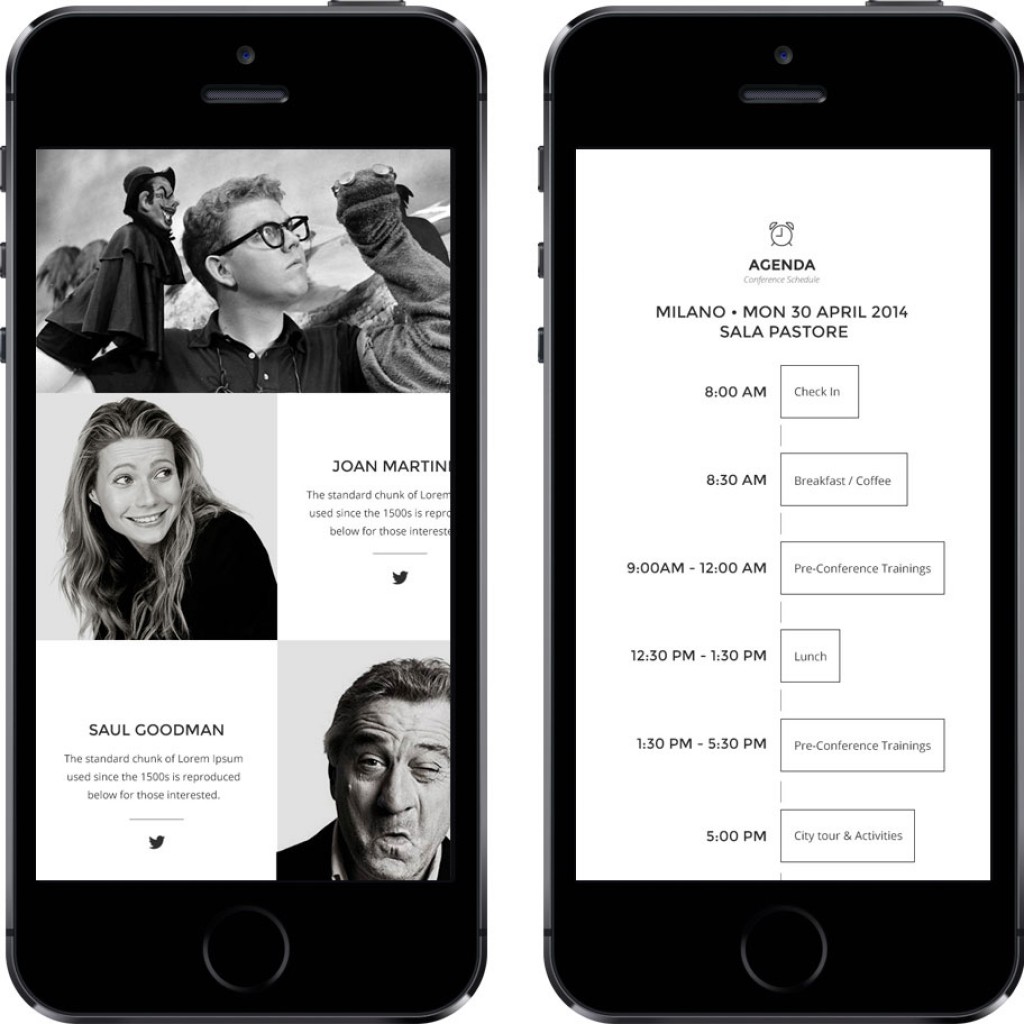 JOAN MARTIN
The standard chunk of Lorem
used since the 1500s is repro
below for those intereste
SAUL GOODMAN
The standard chunk of Lorem Ipsum
used since the 1500s is reproduced
below for those interested.
AGENDA
Conference Schedule
MILANO • MON 30 APRIL 2014
SALA PASTORE
8:00 AM Check In
8:30 AM Breakfast / Coffee
9:00AM - 12:00 AM Pre-Conference Trainings
12:30 PM - 1:30 PM Lunch
1:30 PM - 5:30 PM Pre-Conference Trainings
5:00 PM City tour & Activities